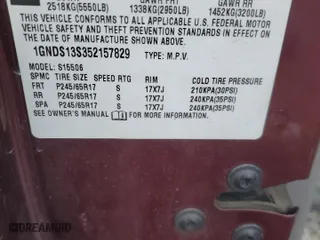 GAWR FRT GAWR RR
2518KG(5550LB) 1338KG(2950LB) 1452KG(3200LB)
THIS VEHICLE CONFORMS TO ALL APPLICABLE U.S. FEDERAL MOTOR
VEHICLE SAFETY AND THEFT PREVENTION STANDARDS IN EFFECT ON
THE DATE OF MANUFACTURE SHOWN ABOVE.
1GNDS13S352157829 TYPE: M.P.V.
MODEL: S15506
SPMC TIRE SIZE SPEED RTG RIM COLD TIRE PRESSURE
FRT P245/65R17 S 17X7J 210KPA(30PSI)
RR P245/65R17 S 17X7J 240KPA(35PSI)
SPA P245/65R17 S 17X7J 240KPA(35PSI)
SEE OWNER'S MANUAL FOR ADDITIONAL INFORMATION
DREAMBID